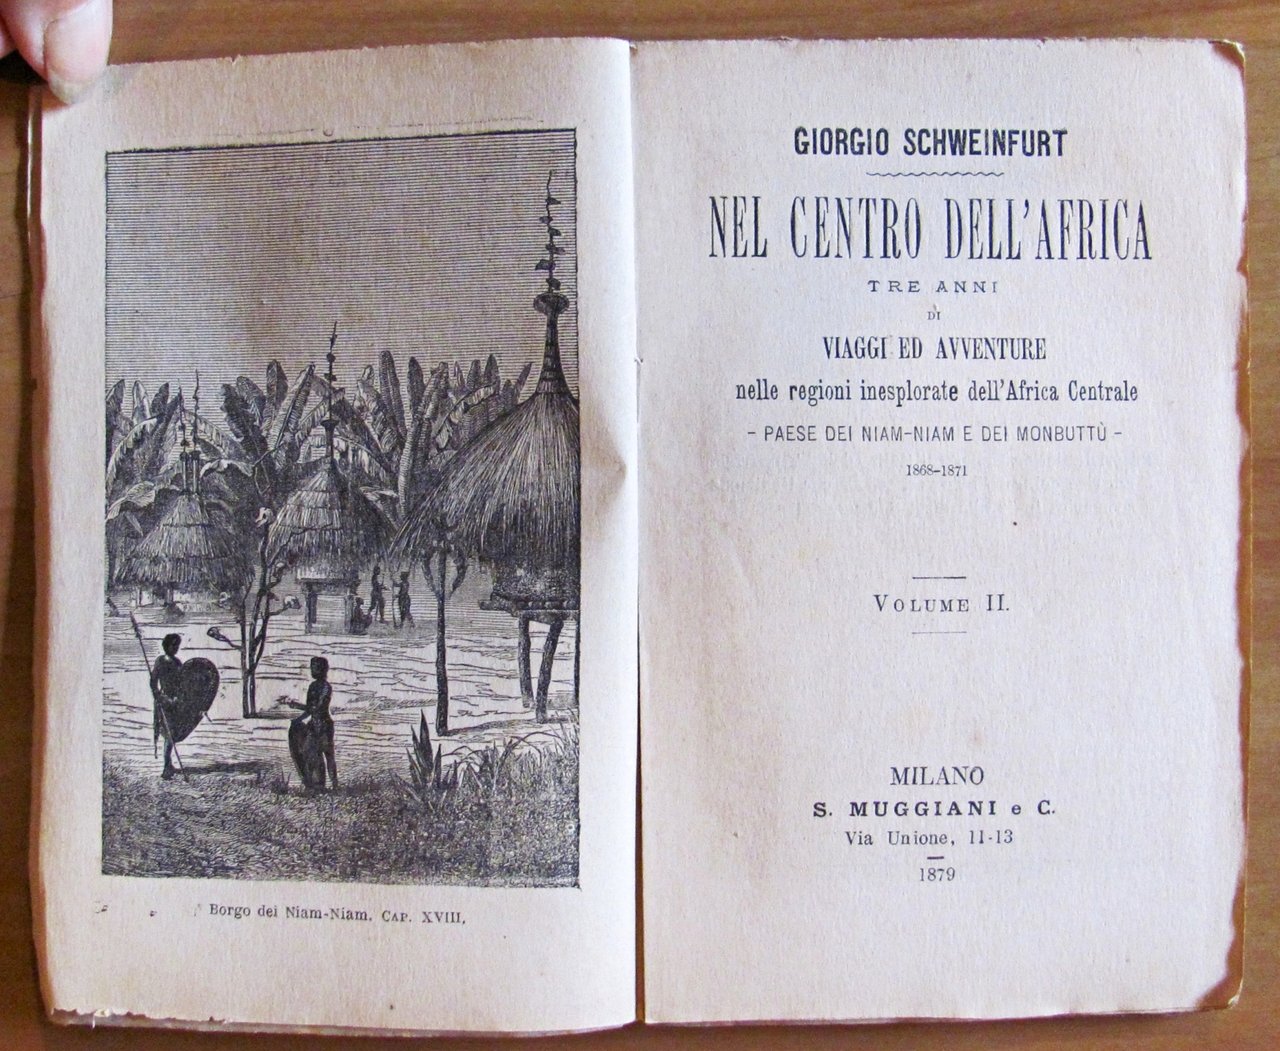 Borgo dei Niam-Niam. CAP. XVIII.
GIORGIO SCHWEINFURT
NEL CENTRO DELL'AFRICA
TRE ANNI
DI
VIAGGI ED AVVENTURE
nelle regioni inesplorate dell'Africa Centrale
- PAESE DEI NIAM-NIAM E DEI MONBUTTÙ -
1868-1871
VOLUME II.
MILANO
S. MUGGIANI e C.
Via Unione, 11-13
1879